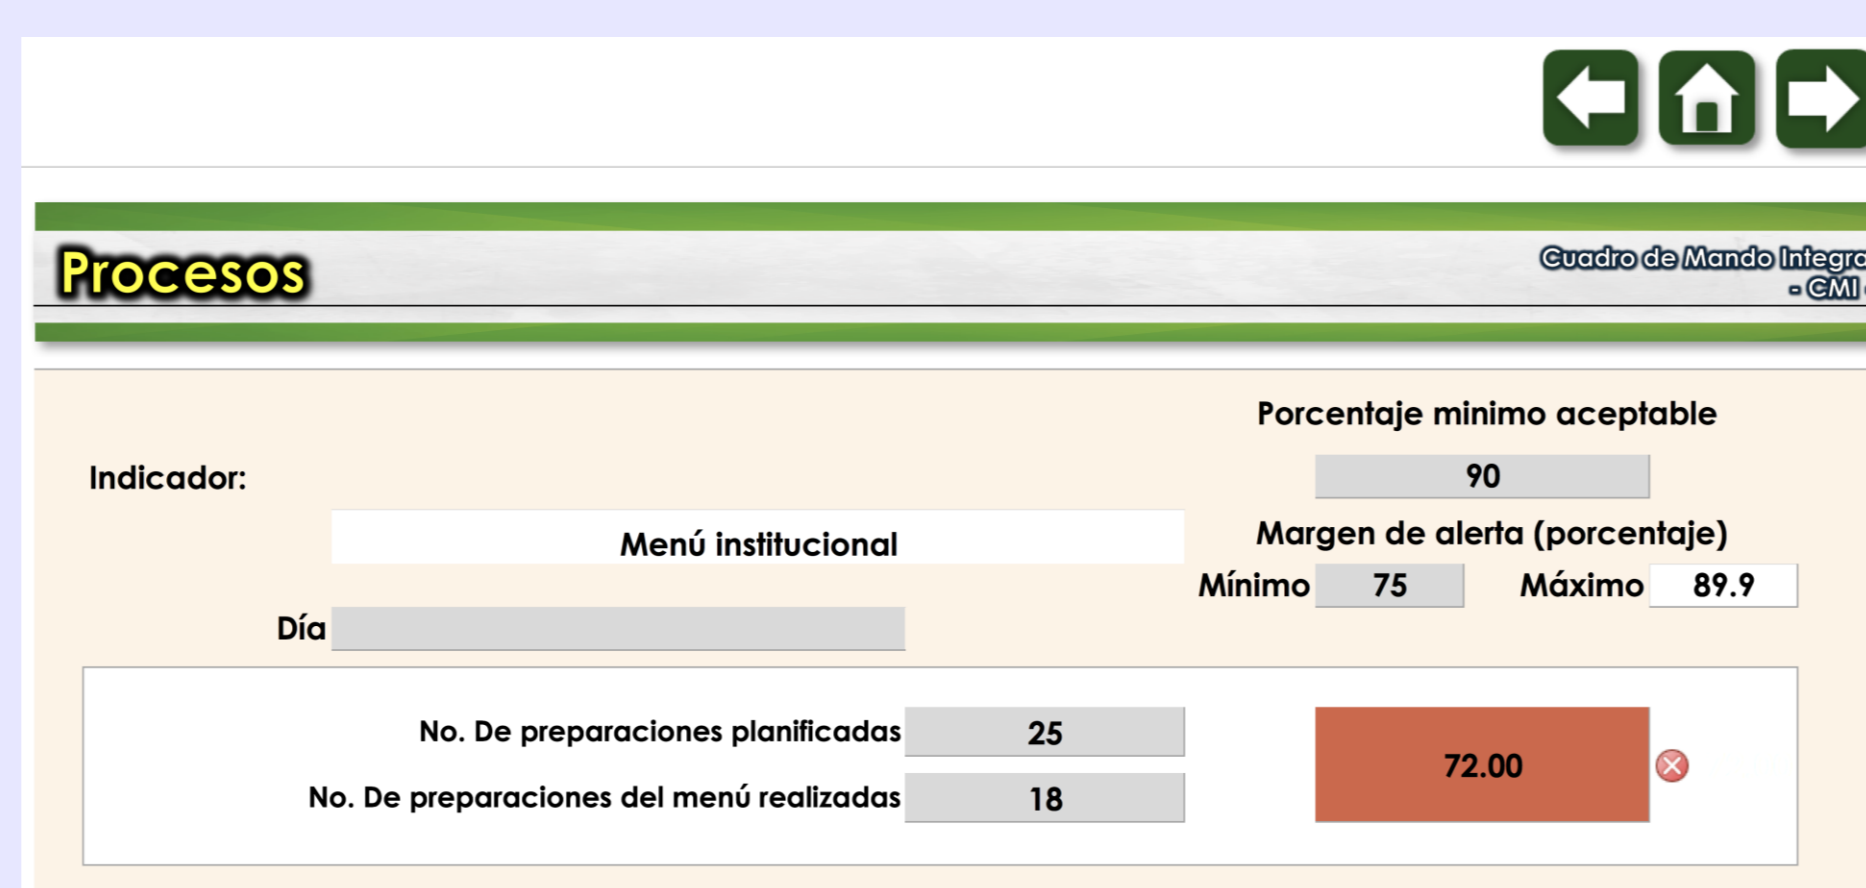 Procesos
Cuadro de Mando Integra
- CMI -
Porcentaje minimo aceptable
Indicador:
90
Menú institucional
Margen de alerta (porcentaje)
Mínimo 75 Máximo 89.9
Día
No. De preparaciones planificadas 25
72.00
No. De preparaciones del menú realizadas 18